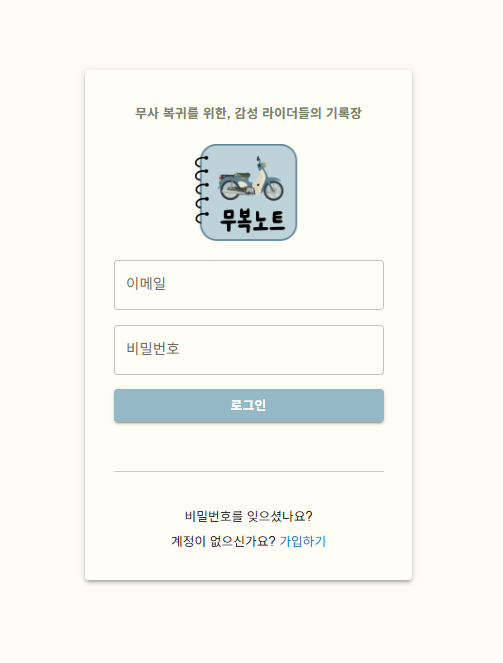 무사 복귀를 위한, 감성 라이더들의 기록장
무복노트
이메일
비밀번호
로그인
비밀번호를 잊으셨나요?
계정이 없으신가요? 가입하기